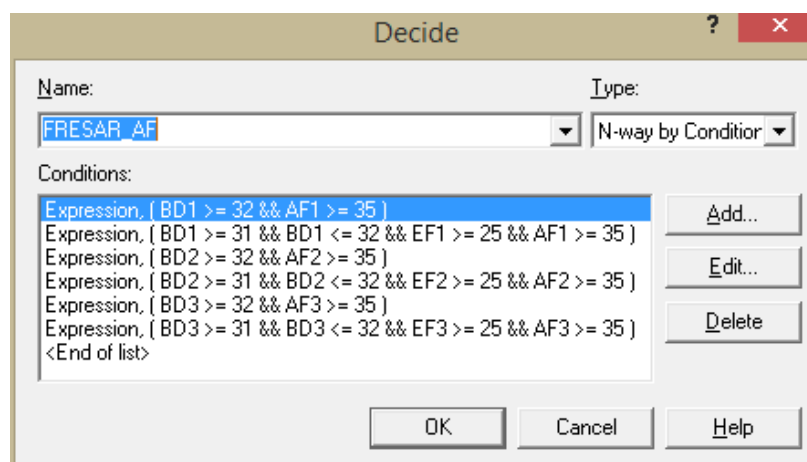 Decide ? ×
Name: Type:
FRESAR_AF N-way by Condition
Conditions:
Expression, ( BD1 >= 32 && AF1 >= 35 ) Add...
Expression, ( BD1 >= 31 && BD1 <= 32 && EF1 >= 25 && AF1 >= 35 )
Expression, ( BD2 >= 32 && AF2 >= 35 )
Expression, ( BD2 >= 31 && BD2 <= 32 && EF2 >= 25 && AF2 >= 35 ) Edit...
Expression, ( BD3 >= 32 && AF3 >= 35 )
Expression, ( BD3 >= 31 && BD3 <= 32 && EF3 >= 25 && AF3 >= 35 ) Delete
<End of list>
OK Cancel Help